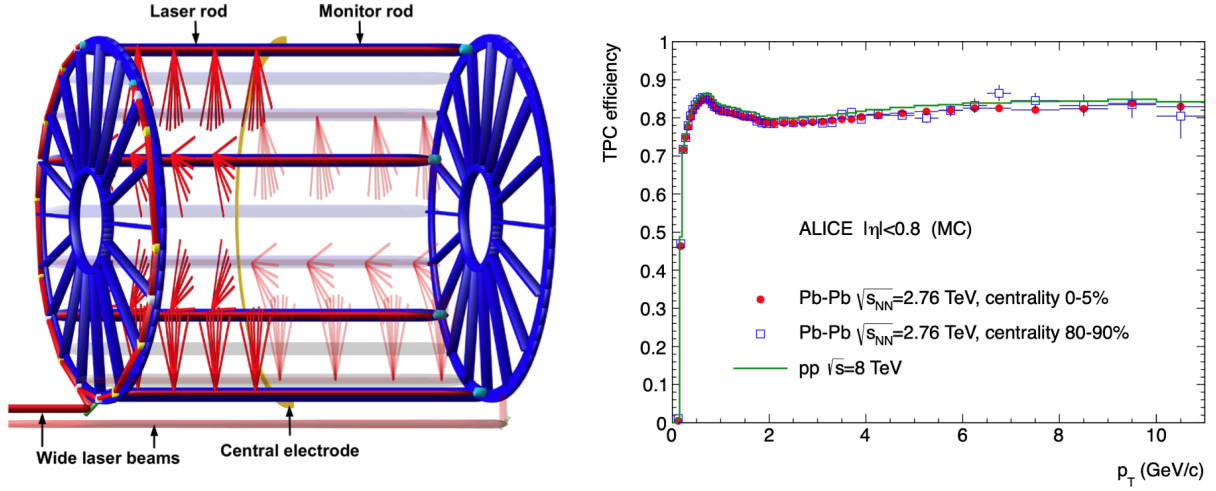 Laser rod
Monitor rod
Wide laser beams
Central electrode
TPC efficiency
1
0.9
0.8
0.7
0.6
0.5
0.4
0.3
0.2
0.1
0
ALICE |η|<0.8 (MC)
Pb-Pb √s_NN=2.76 TeV, centrality 0-5%
Pb-Pb √s_NN=2.76 TeV, centrality 80-90%
pp √s=8 TeV
0 2 4 6 8 10
p_T (GeV/c)